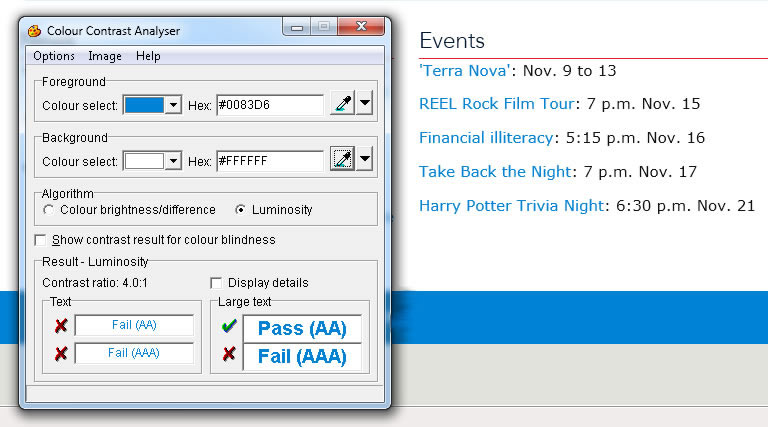 Colour Contrast Analyser
Options Image Help
Foreground
Colour select: Hex: #0083D6
Background
Colour select: Hex: #FFFFFF
Algorithm
Colour brightness/difference Luminosity
Show contrast result for colour blindness
Result - Luminosity
Contrast ratio: 4.0:1 Display details
Text
Fail (AA)
Fail (AAA)
Large text
Pass (AA)
Fail (AAA)
Events
'Terra Nova': Nov. 9 to 13
REEL Rock Film Tour: 7 p.m. Nov. 15
Financial illiteracy: 5:15 p.m. Nov. 16
Take Back the Night: 7 p.m. Nov. 17
Harry Potter Trivia Night: 6:30 p.m. Nov. 21